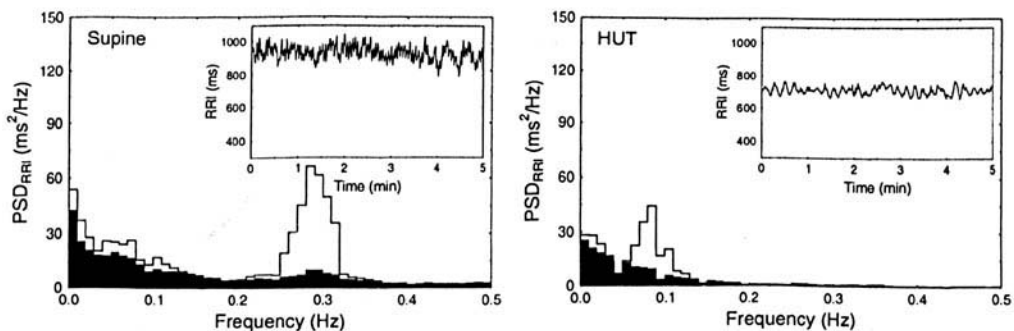 Supine
PSD_RRI (ms²/Hz)
150
120
90
60
30
0
0.0 0.1 0.2 0.3 0.4 0.5
Frequency (Hz)
RRI (ms)
1000
800
600
400
0 1 2 3 4 5
Time (min)
HUT
PSD_RRI (ms²/Hz)
150
120
90
60
30
0
0.0 0.1 0.2 0.3 0.4 0.5
Frequency (Hz)
RRI (ms)
1000
800
600
400
0 1 2 3 4 5
Time (min)